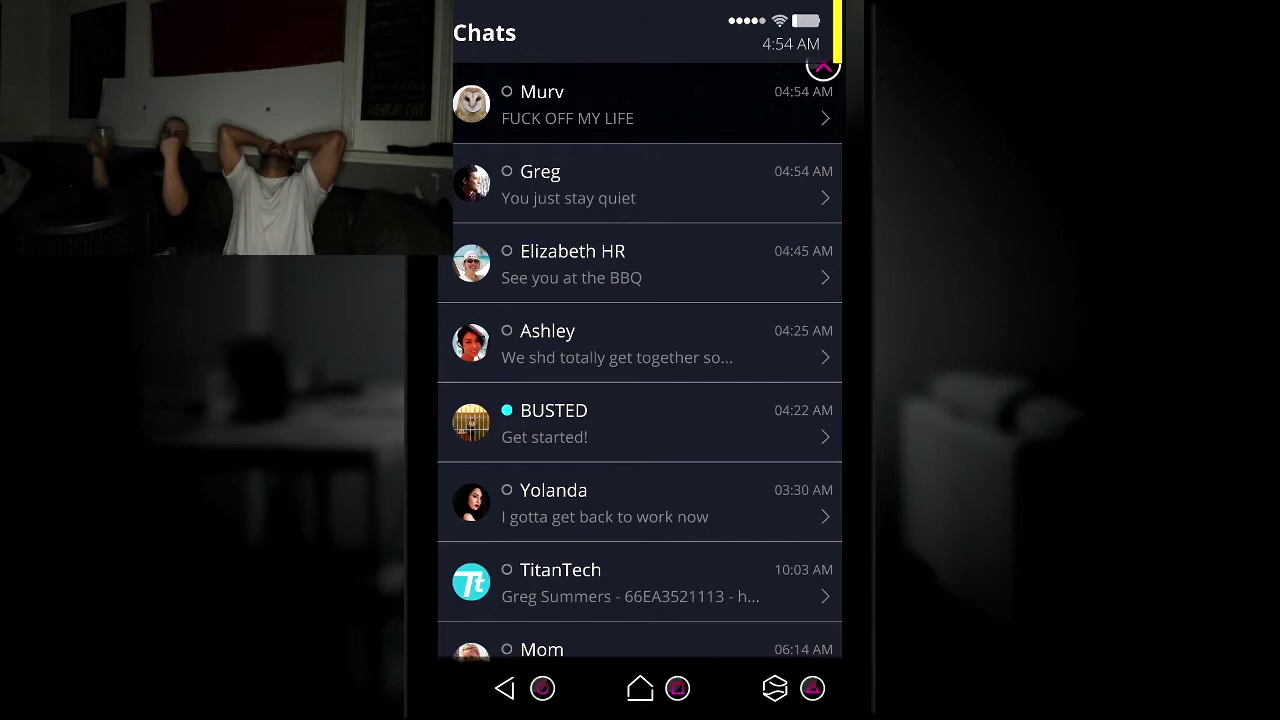 Chats
4:54 AM
Murv
04:54 AM
FUCK OFF MY LIFE
Greg
04:54 AM
You just stay quiet
Elizabeth HR
04:45 AM
See you at the BBQ
Ashley
04:25 AM
We shd totally get together so...
BUSTED
04:22 AM
Get started!
Yolanda
03:30 AM
I gotta get back to work now
TitanTech
10:03 AM
Tt
Greg Summers - 66EA3521113 - h...
Mom
06:14 AM